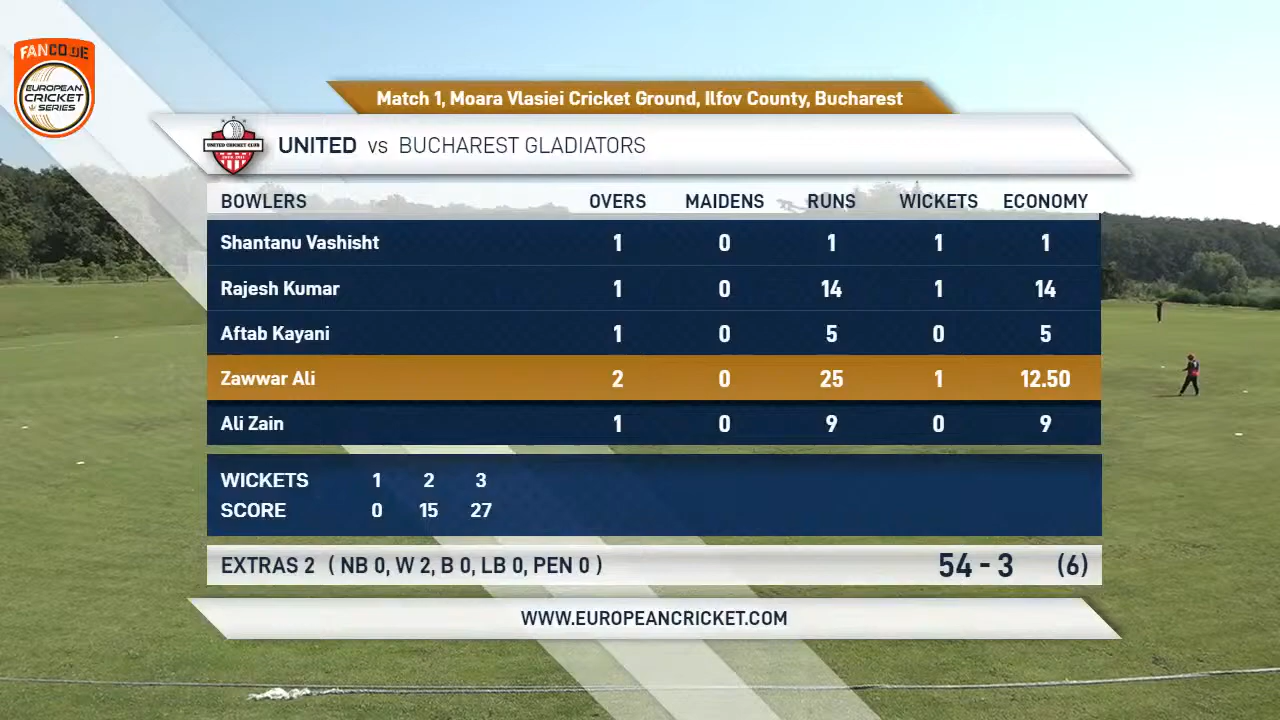 FANCODE
EUROPEAN
CRICKET
SERIES
Match 1, Moara Vlasiei Cricket Ground, Ilfov County, Bucharest
UNITED CRICKET CLUB
UNITED vs BUCHAREST GLADIATORS
BOWLERS OVERS MAIDENS RUNS WICKETS ECONOMY
Shantanu Vashisht 1 0 1 1 1
Rajesh Kumar 1 0 14 1 14
Aftab Kayani 1 0 5 0 5
Zawwar Ali 2 0 25 1 12.50
Ali Zain 1 0 9 0 9
WICKETS 1 2 3
SCORE 0 15 27
EXTRAS 2 ( NB 0, W 2, B 0, LB 0, PEN 0 ) 54 - 3 (6)
WWW.EUROPEANCRICKET.COM